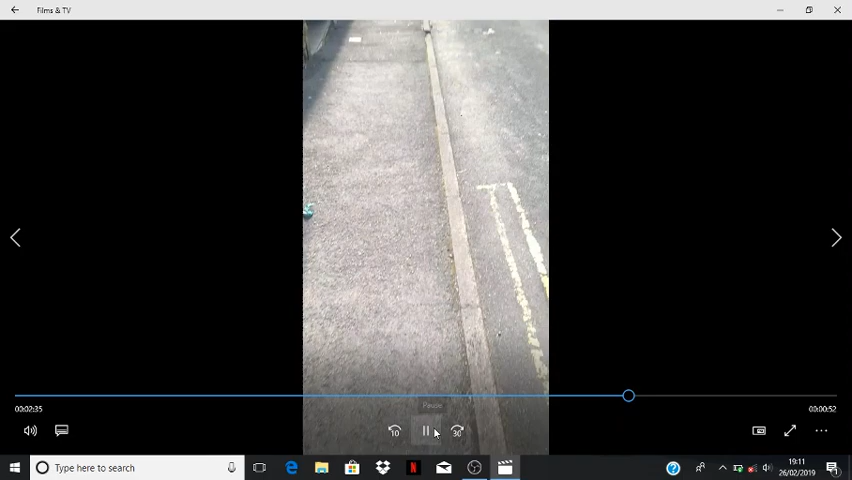 Films & TV
Pause
00:02:35
00:00:52
10
30
Type here to search
19:11
26/02/2019